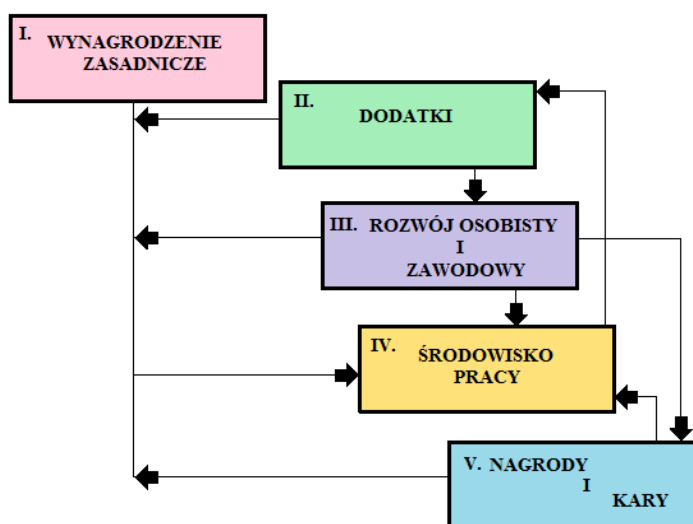 I. WYNAGRODZENIE
ZASADNICZE
II. DODATKI
III. ROZWÓJ OSOBISTY
I
ZAWODOWY
IV. ŚRODOWISKO
PRACY
V. NAGRODY
I
KARY